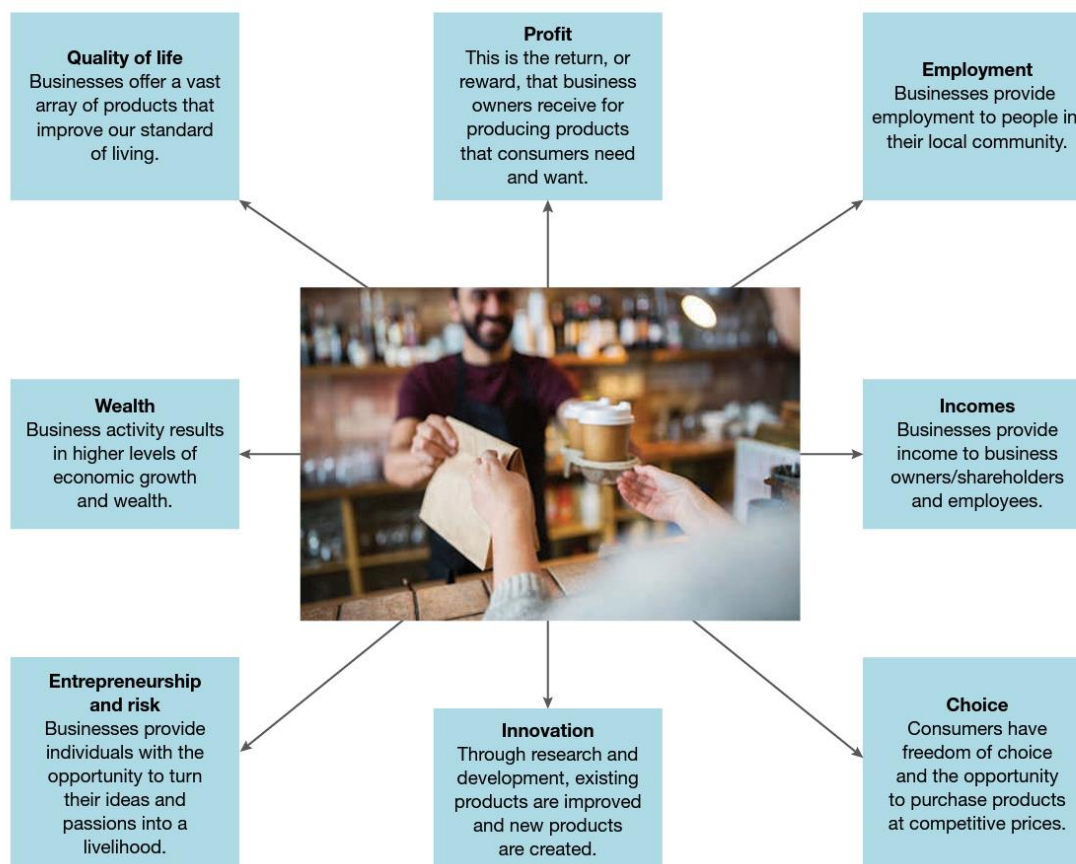 Quality of life
Businesses offer a vast
array of products that
improve our standard
of living.
Profit
This is the return, or
reward, that business
owners receive for
producing products
that consumers need
and want.
Employment
Businesses provide
employment to people in
their local community.
Wealth
Business activity results
in higher levels of
economic growth
and wealth.
Incomes
Businesses provide
income to business
owners/shareholders
and employees.
Entrepreneurship
and risk
Businesses provide
individuals with the
opportunity to turn
their ideas and
passions into a
livelihood.
Innovation
Through research and
development, existing
products are improved
and new products
are created.
Choice
Consumers have
freedom of choice
and the opportunity
to purchase products
at competitive prices.